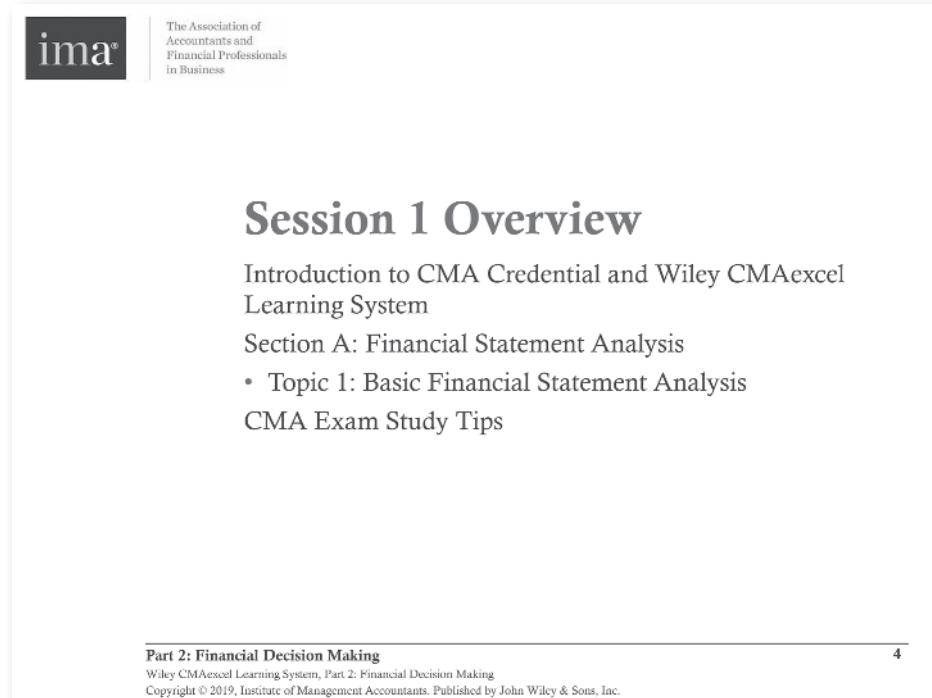 ima®
The Association of
Accountants and
Financial Professionals
in Business
Session 1 Overview
Introduction to CMA Credential and Wiley CMAexcel
Learning System
Section A: Financial Statement Analysis
• Topic 1: Basic Financial Statement Analysis
CMA Exam Study Tips
Part 2: Financial Decision Making
4
Wiley CMAexcel Learning System, Part 2: Financial Decision Making
Copyright © 2019, Institute of Management Accountants. Published by John Wiley & Sons, Inc.